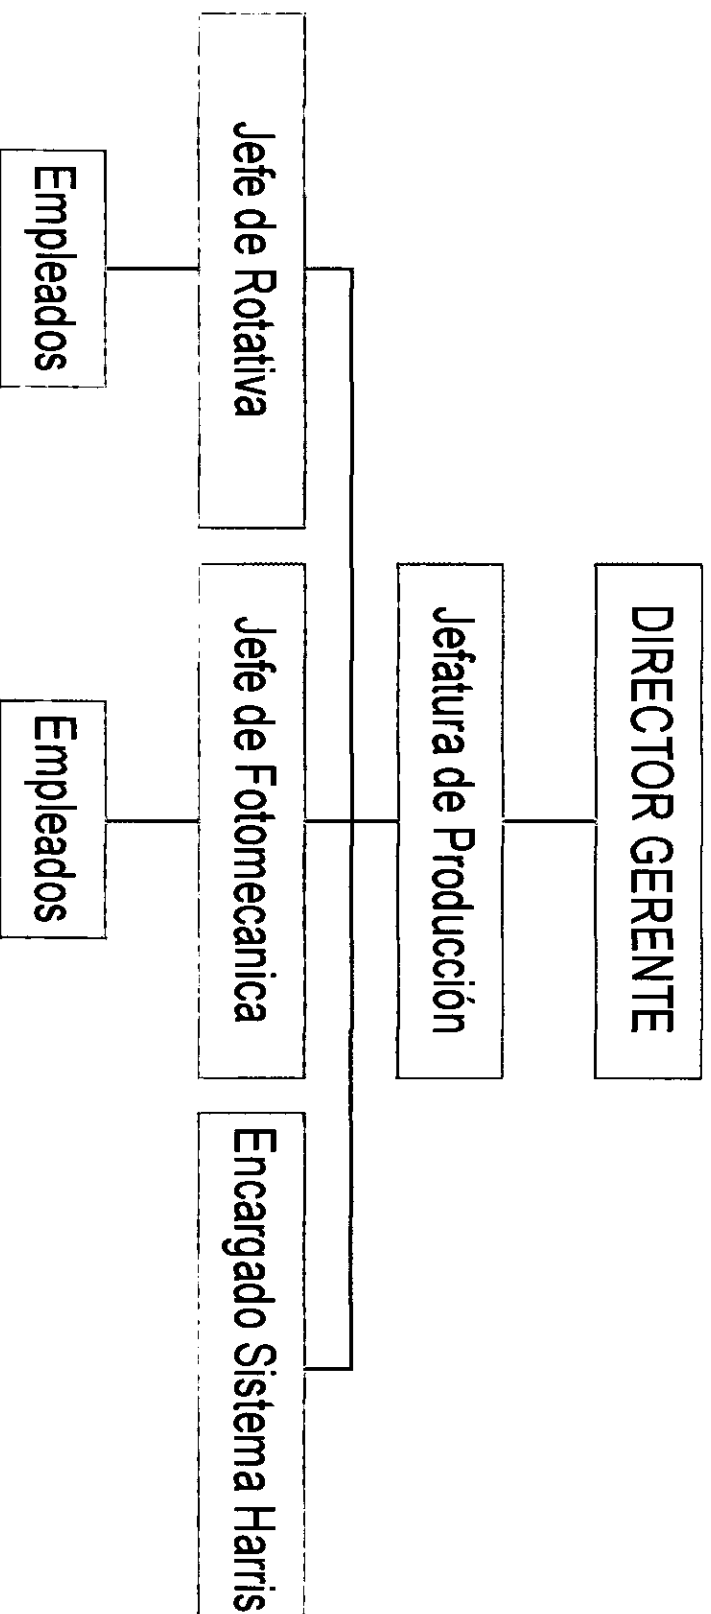 DIRECTOR GERENTE
Jefatura de Producción
Jefe de Rotativa
Jefe de Fotomecanica
Encargado Sistema Harris
Empleados
Empleados